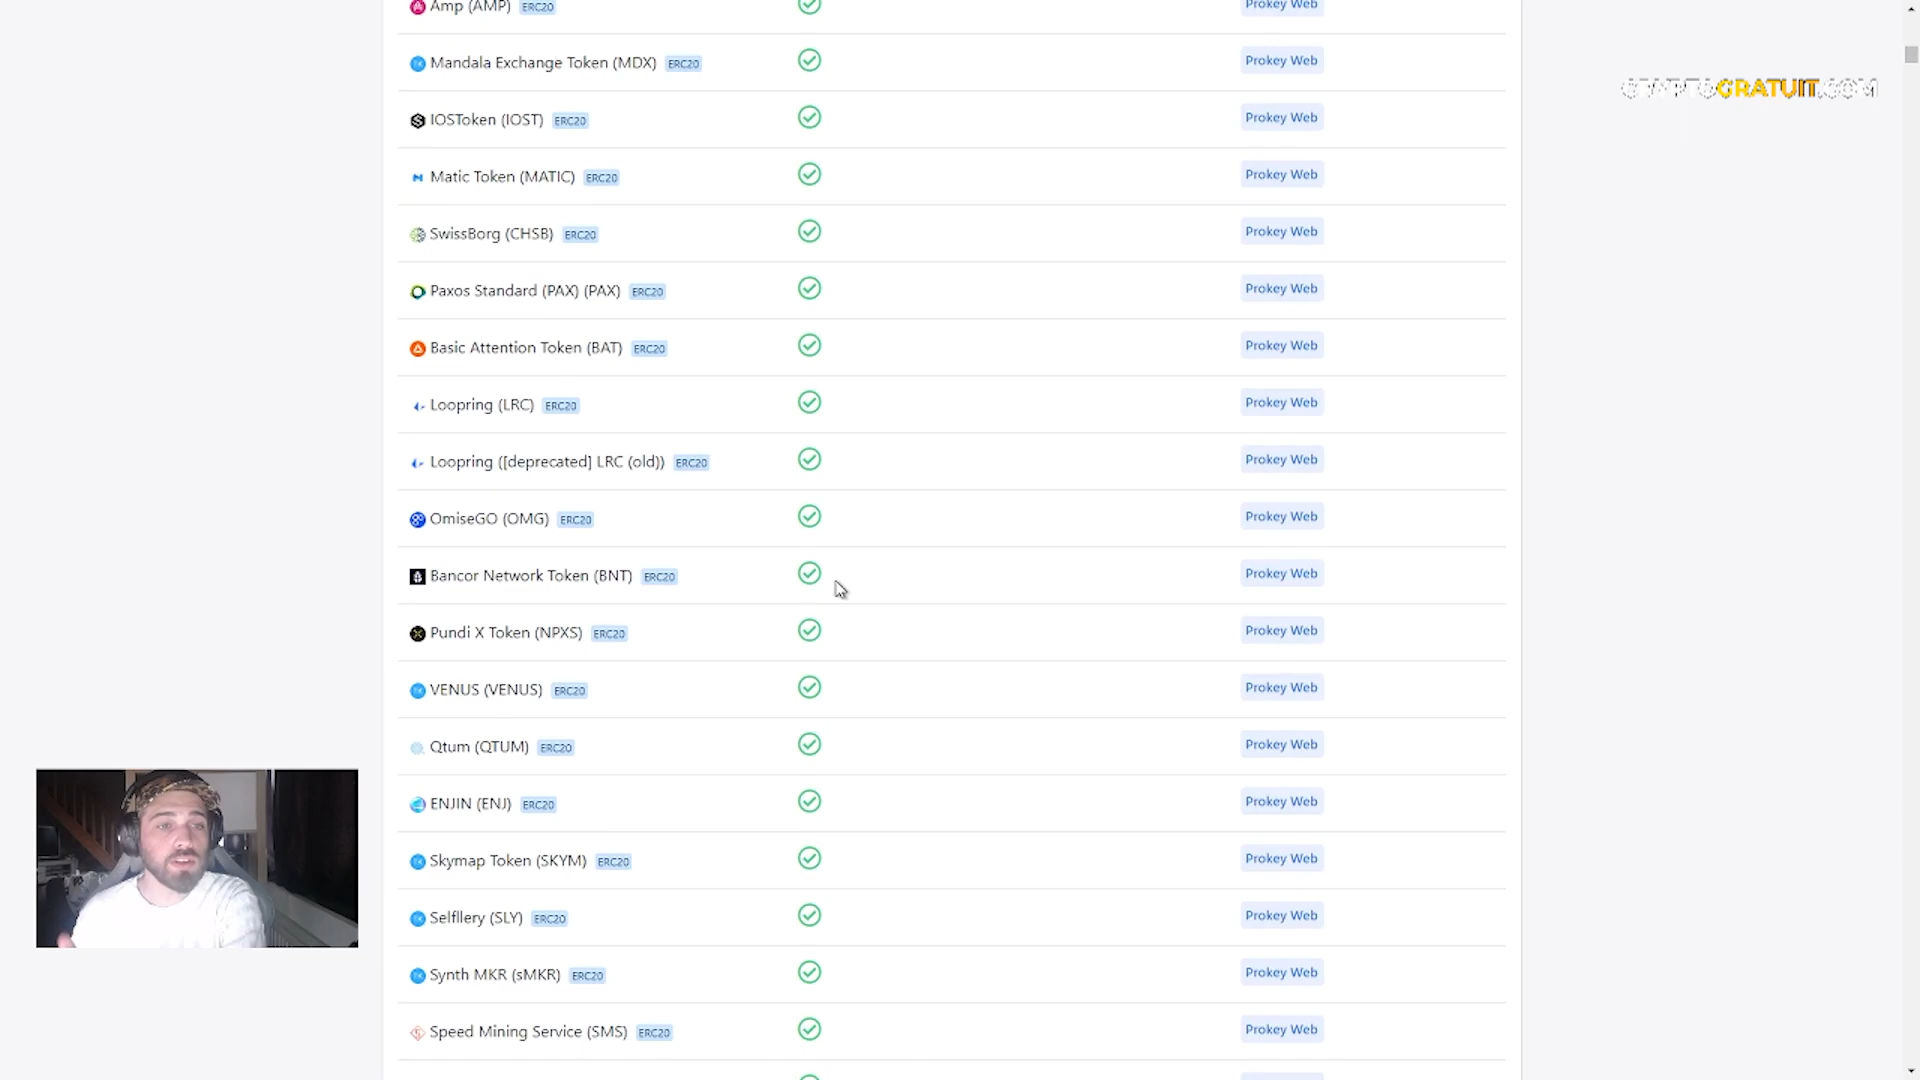 Amp (AMP) ERC20 Prokey Web
Mandala Exchange Token (MDX) ERC20 Prokey Web
CRYPTOGRATUIT.COM
IOSToken (IOST) ERC20 Prokey Web
Matic Token (MATIC) ERC20 Prokey Web
SwissBorg (CHSB) ERC20 Prokey Web
Paxos Standard (PAX) (PAX) ERC20 Prokey Web
Basic Attention Token (BAT) ERC20 Prokey Web
Loopring (LRC) ERC20 Prokey Web
Loopring ([deprecated] LRC (old)) ERC20 Prokey Web
OmiseGO (OMG) ERC20 Prokey Web
Bancor Network Token (BNT) ERC20 Prokey Web
Pundi X Token (NPXS) ERC20 Prokey Web
VENUS (VENUS) ERC20 Prokey Web
Qtum (QTUM) ERC20 Prokey Web
ENJIN (ENJ) ERC20 Prokey Web
Skymap Token (SKYM) ERC20 Prokey Web
Selfllery (SLY) ERC20 Prokey Web
Synth MKR (sMKR) ERC20 Prokey Web
Speed Mining Service (SMS) ERC20 Prokey Web